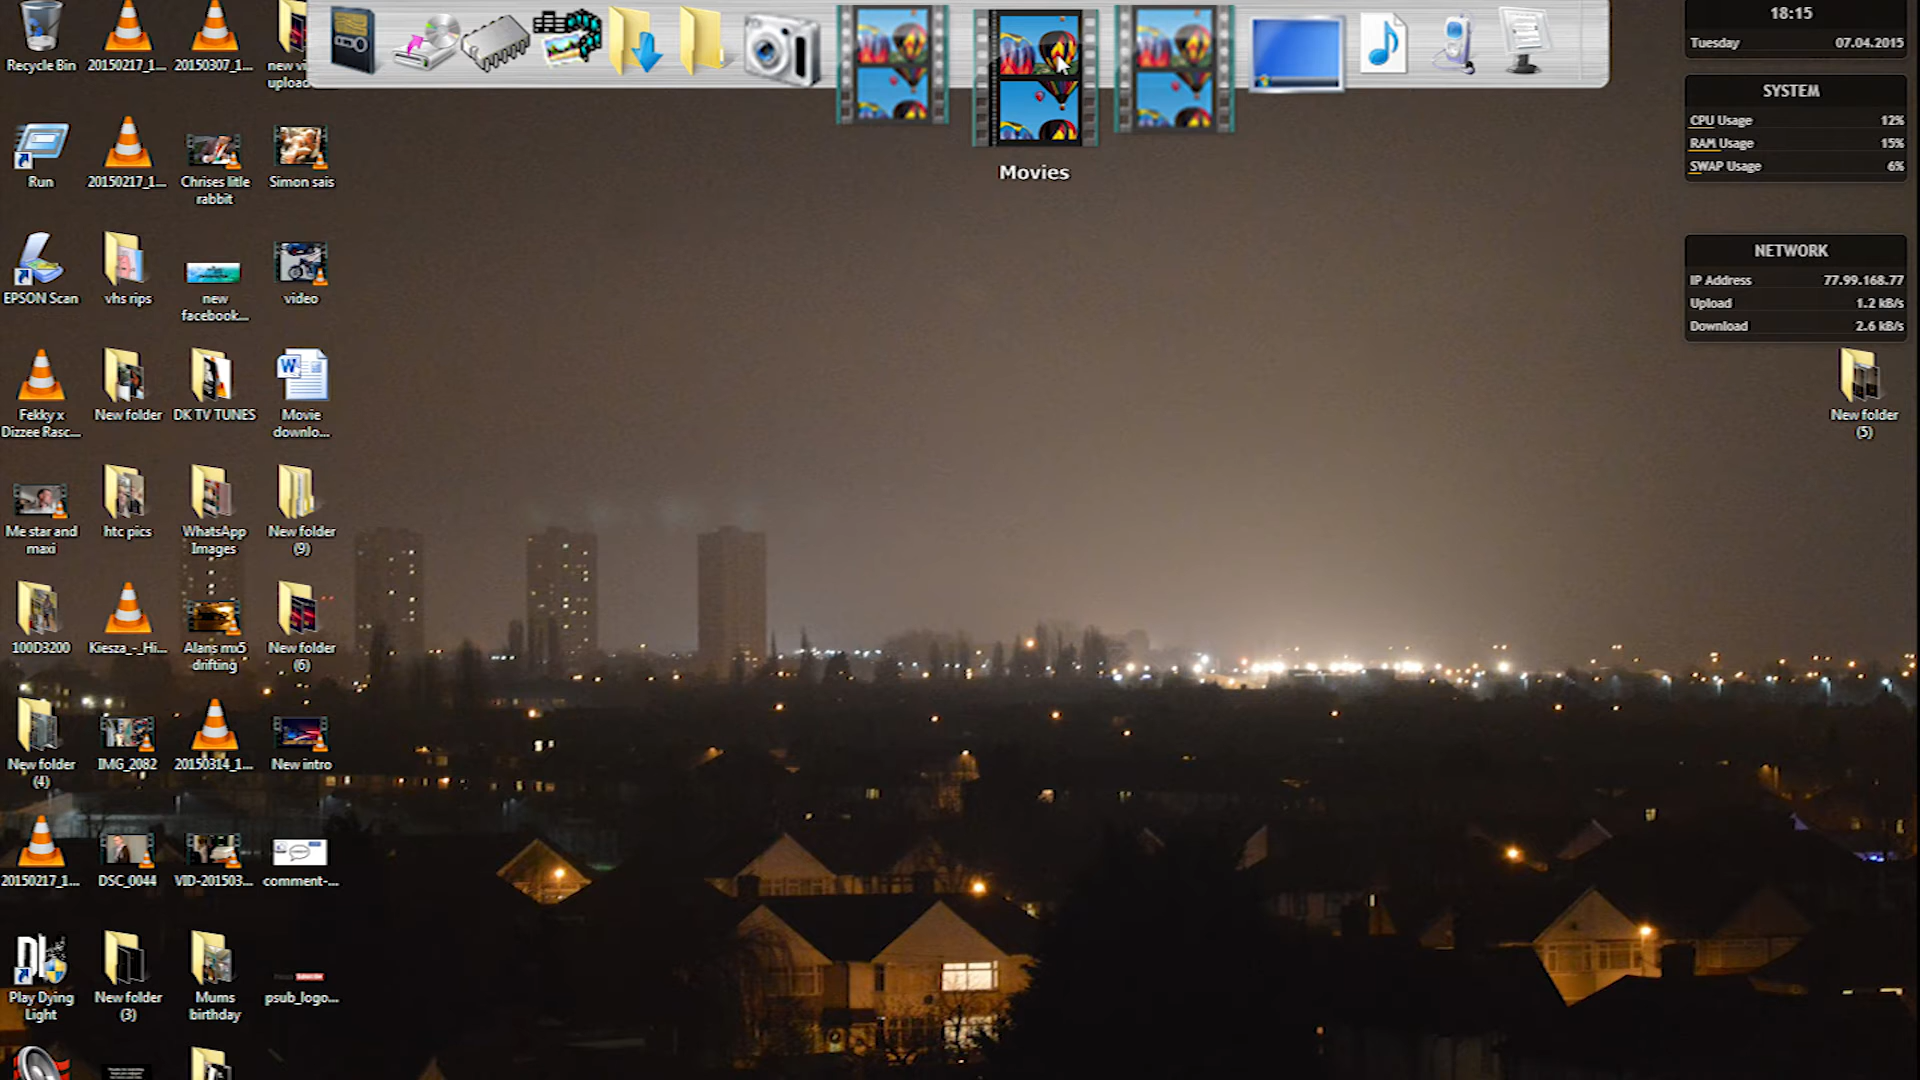 Recycle Bin
20150217_1...
20150307_1...
new vi
upload
Movies
18:15
Tuesday 07.04.2015
SYSTEM
CPU Usage 12%
RAM Usage 15%
SWAP Usage 6%
NETWORK
IP Address 77.99.168.77
Upload 1.2 kB/s
Download 2.6 kB/s
New folder
(5)
Run
20150217_1...
Chrises litle
rabbit
Simon sais
EPSON Scan
vhs rips
new
facebook...
video
Fekky x
Dizzee Rasc...
New folder
DK TV TUNES
Movie
downlo...
Me star and
maxi
htc pics
WhatsApp
Images
New folder
(9)
100D3200
Kiesza_-_Hi...
Alans mx5
drifting
New folder
(6)
New folder
(4)
IMG_2082
20150314_1...
New intro
20150217_1...
DSC_0044
VID-201503...
comment-...
Play Dying
Light
New folder
(3)
Mums
birthday
psub_logo...